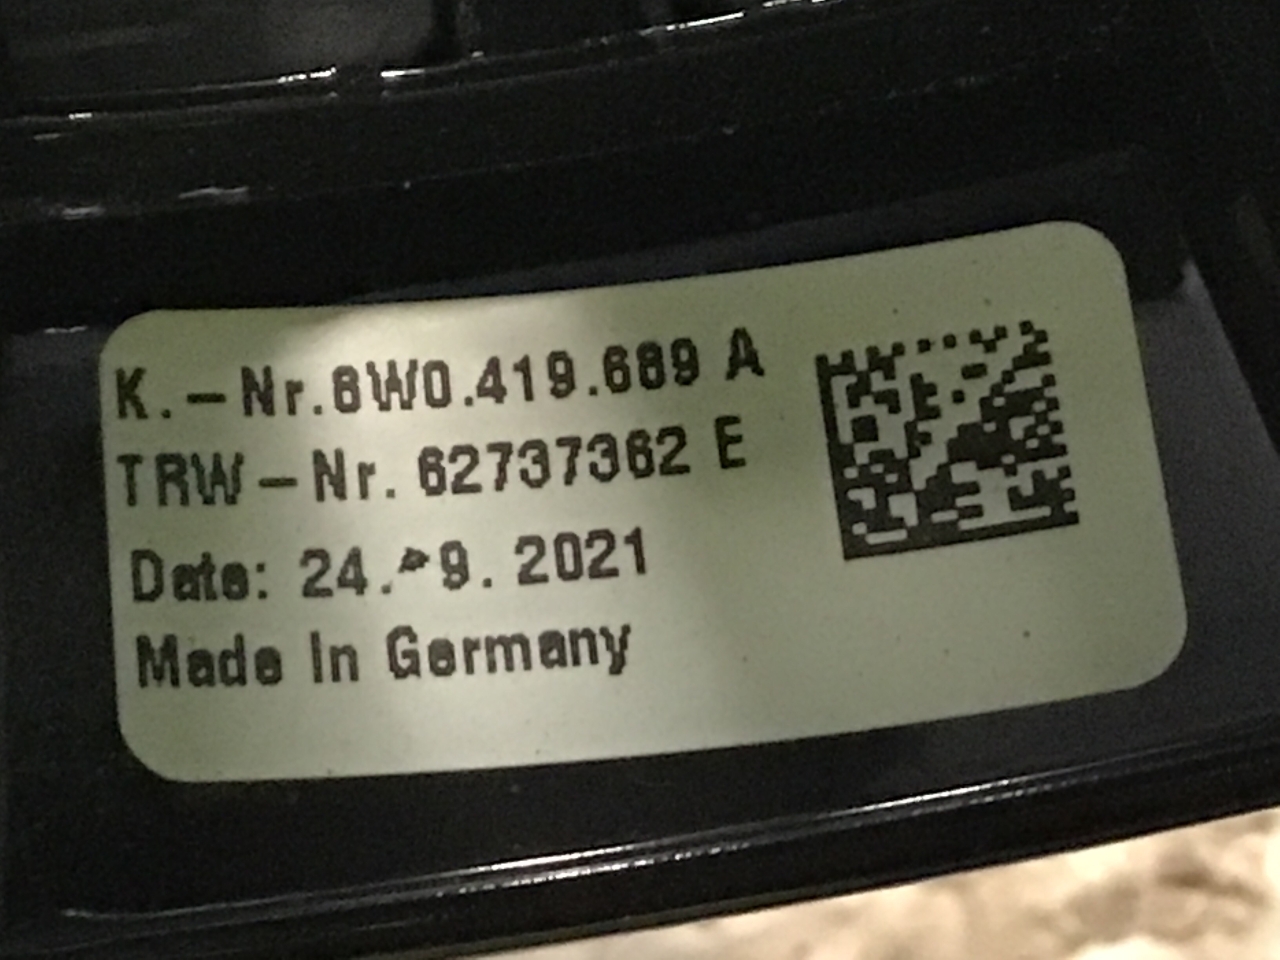 K.-Nr.8W0.419.689 A
TRW-Nr. 62737362 E
Date: 24. 9. 2021
Made In Germany